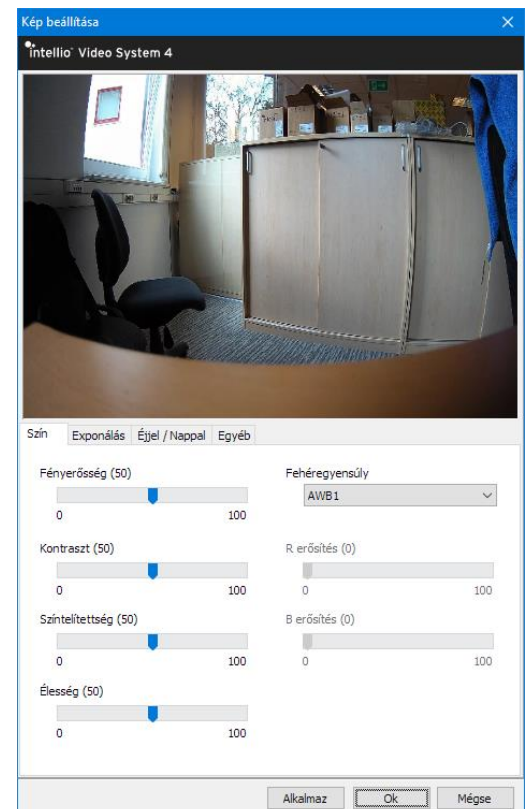 Kép beállítása
intellio Video System 4
Szín Exponálás Éjjel / Nappal Egyéb
Fényerősség (50)
0 100
Kontraszt (50)
0 100
Színtelítettség (50)
0 100
Élesség (50)
0 100
Fehéregyensúly
AWB1
R erősítés (0)
0 100
B erősítés (0)
0 100
Alkalmaz Ok Mégse